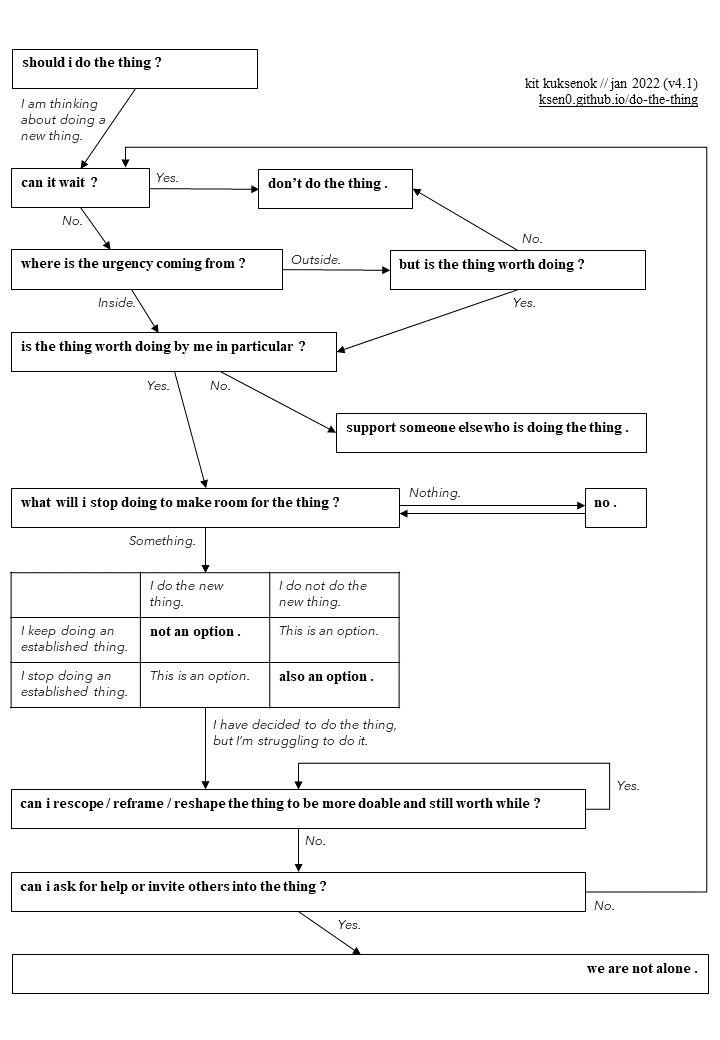 should i do the thing ?
kit kuksenok // jan 2022 (v4.1)
ksen0.github.io/do-the-thing
I am thinking
about doing a
new thing.
can it wait ?
Yes.
don't do the thing .
No.
No.
where is the urgency coming from ?
Outside.
but is the thing worth doing ?
Inside.
Yes.
is the thing worth doing by me in particular ?
Yes.
No.
support someone else who is doing the thing .
what will i stop doing to make room for the thing ?
Nothing.
no .
Something.
I do the new
thing.
I do not do the
new thing.
I keep doing an
established thing.
not an option .
This is an option.
I stop doing an
established thing.
This is an option.
also an option .
I have decided to do the thing,
but I'm struggling to do it.
can i rescope / reframe / reshape the thing to be more doable and still worth while ?
Yes.
No.
can i ask for help or invite others into the thing ?
No.
Yes.
we are not alone .